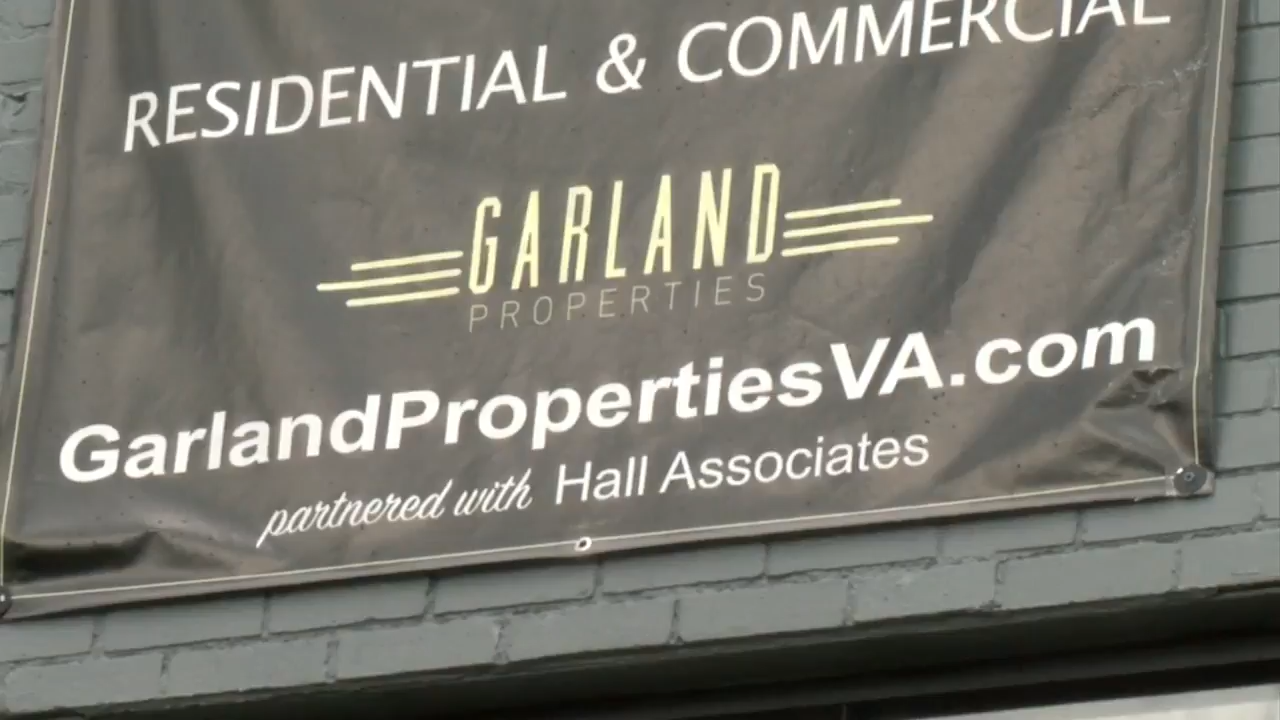 RESIDENTIAL & COMMERCIAL
GARLAND
PROPERTIES
GarlandPropertiesVA.com
partnered with Hall Associates